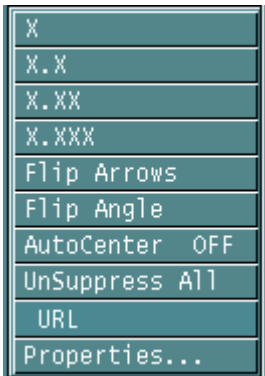 X
X.X
X.XX
X.XXX
Flip Arrows
Flip Angle
AutoCenter OFF
UnSuppress All
URL
Properties...